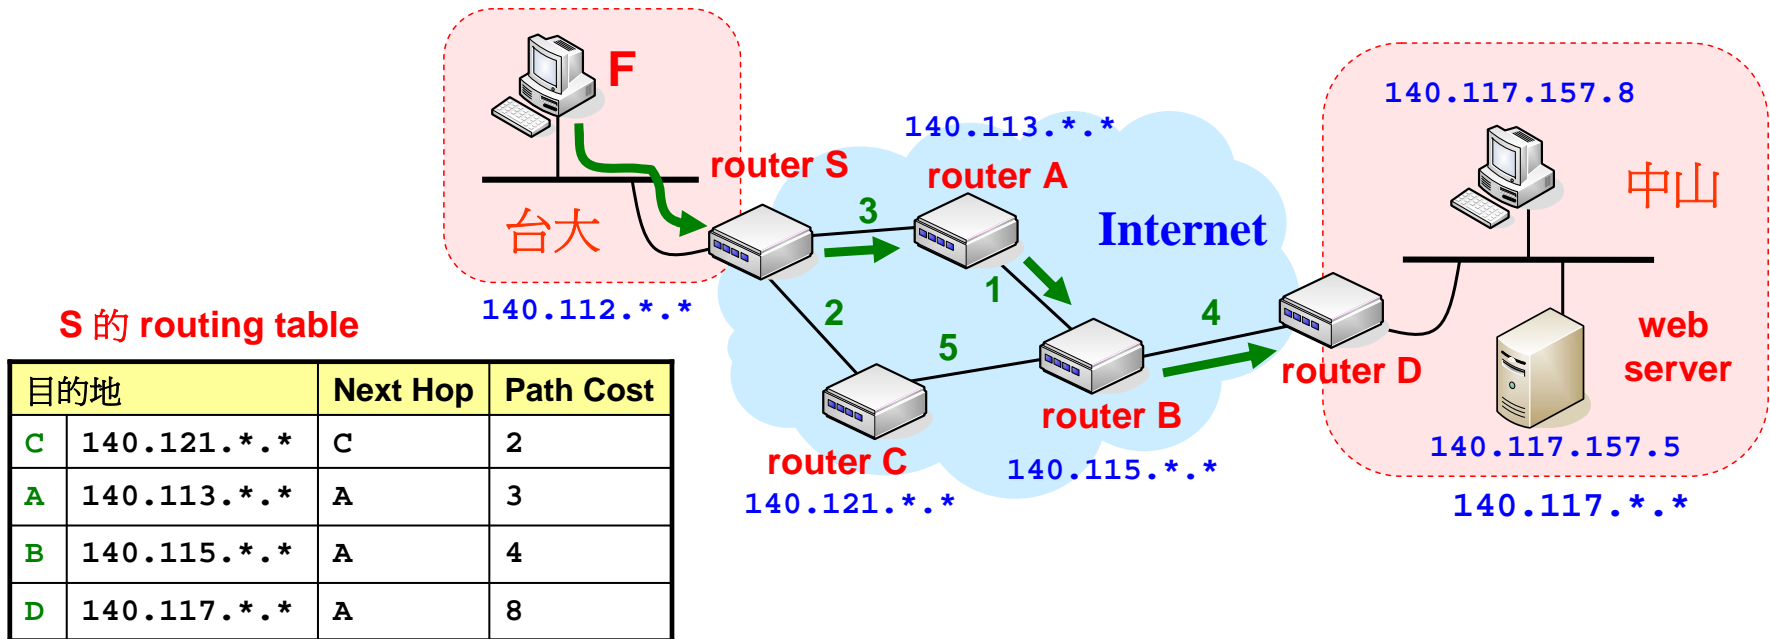 F
140.117.157.8
140.113.*.*
router S
router A
中山
台大
3
Internet
1
140.112.*.*
2
4
S 的 routing table
5
web
server
router D
router B
140.117.157.5
router C
140.115.*.*
140.121.*.*
140.117.*.*
目的地 Next Hop Path Cost
C 140.121.*.* C 2
A 140.113.*.* A 3
B 140.115.*.* A 4
D 140.117.*.* A 8